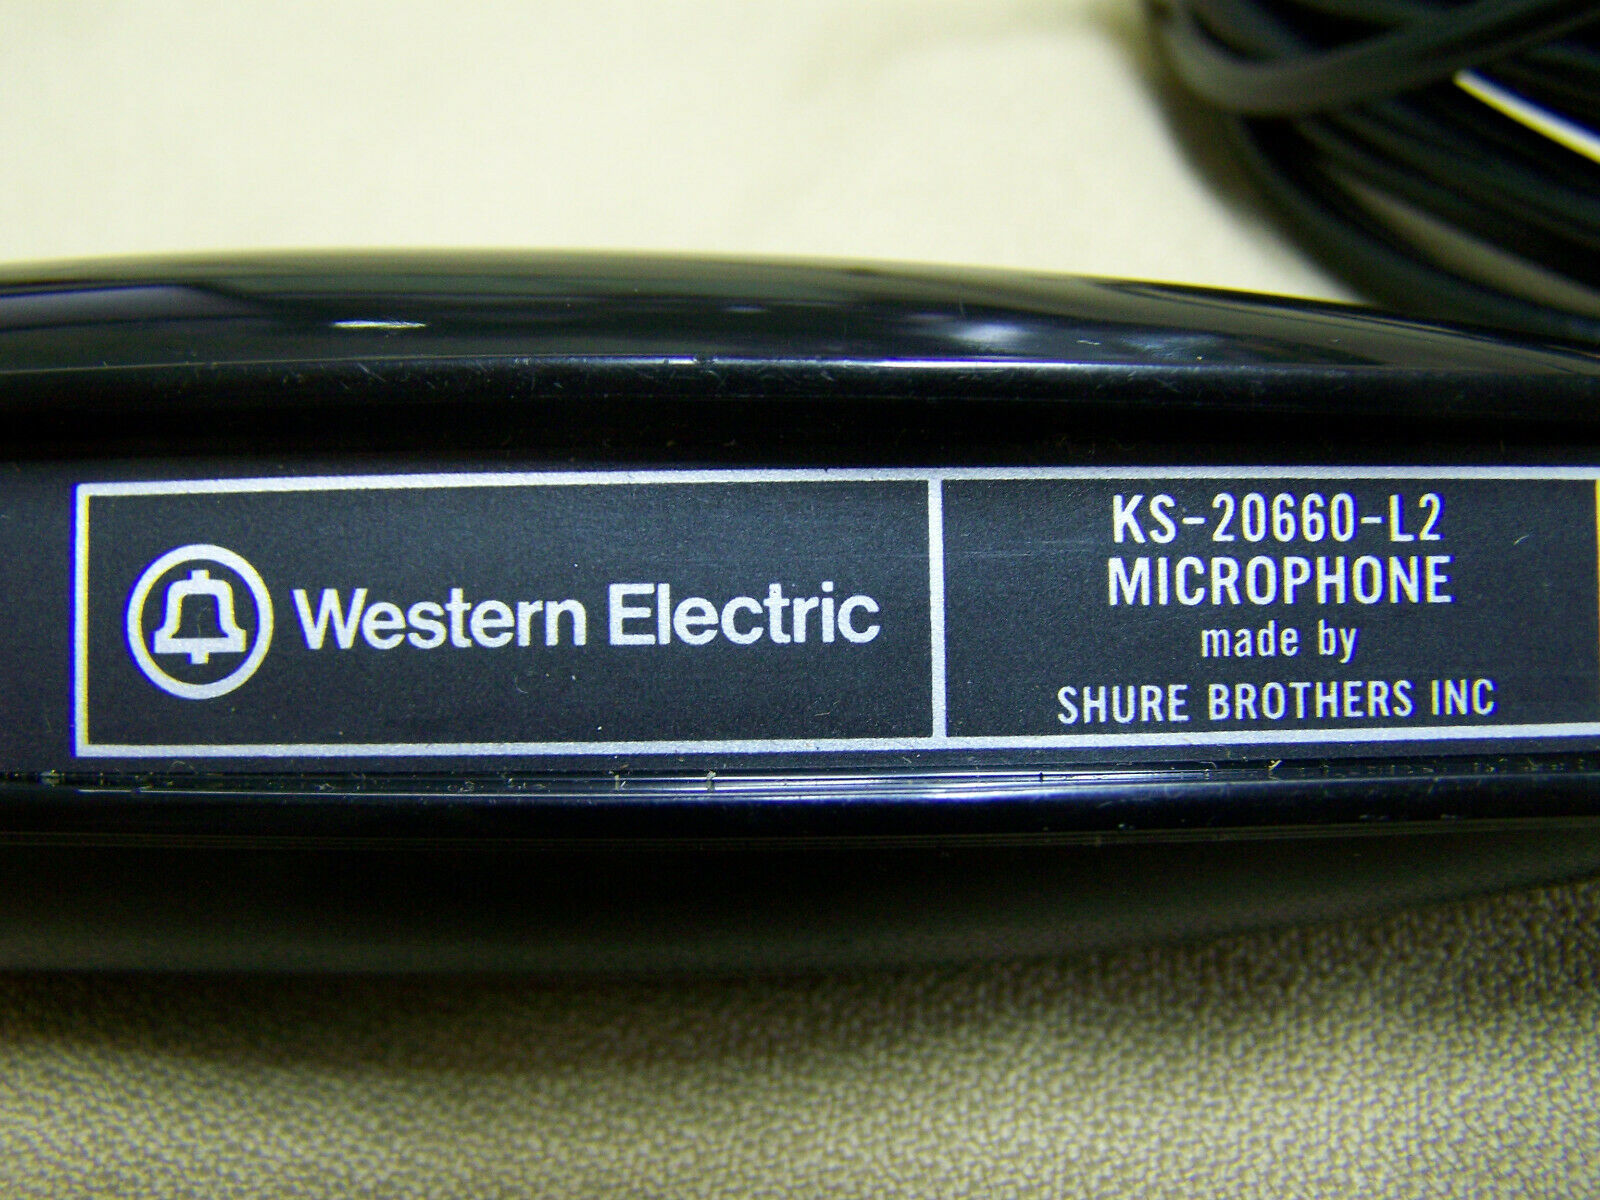 Western Electric
KS-20660-L2
MICROPHONE
made by
SHURE BROTHERS INC